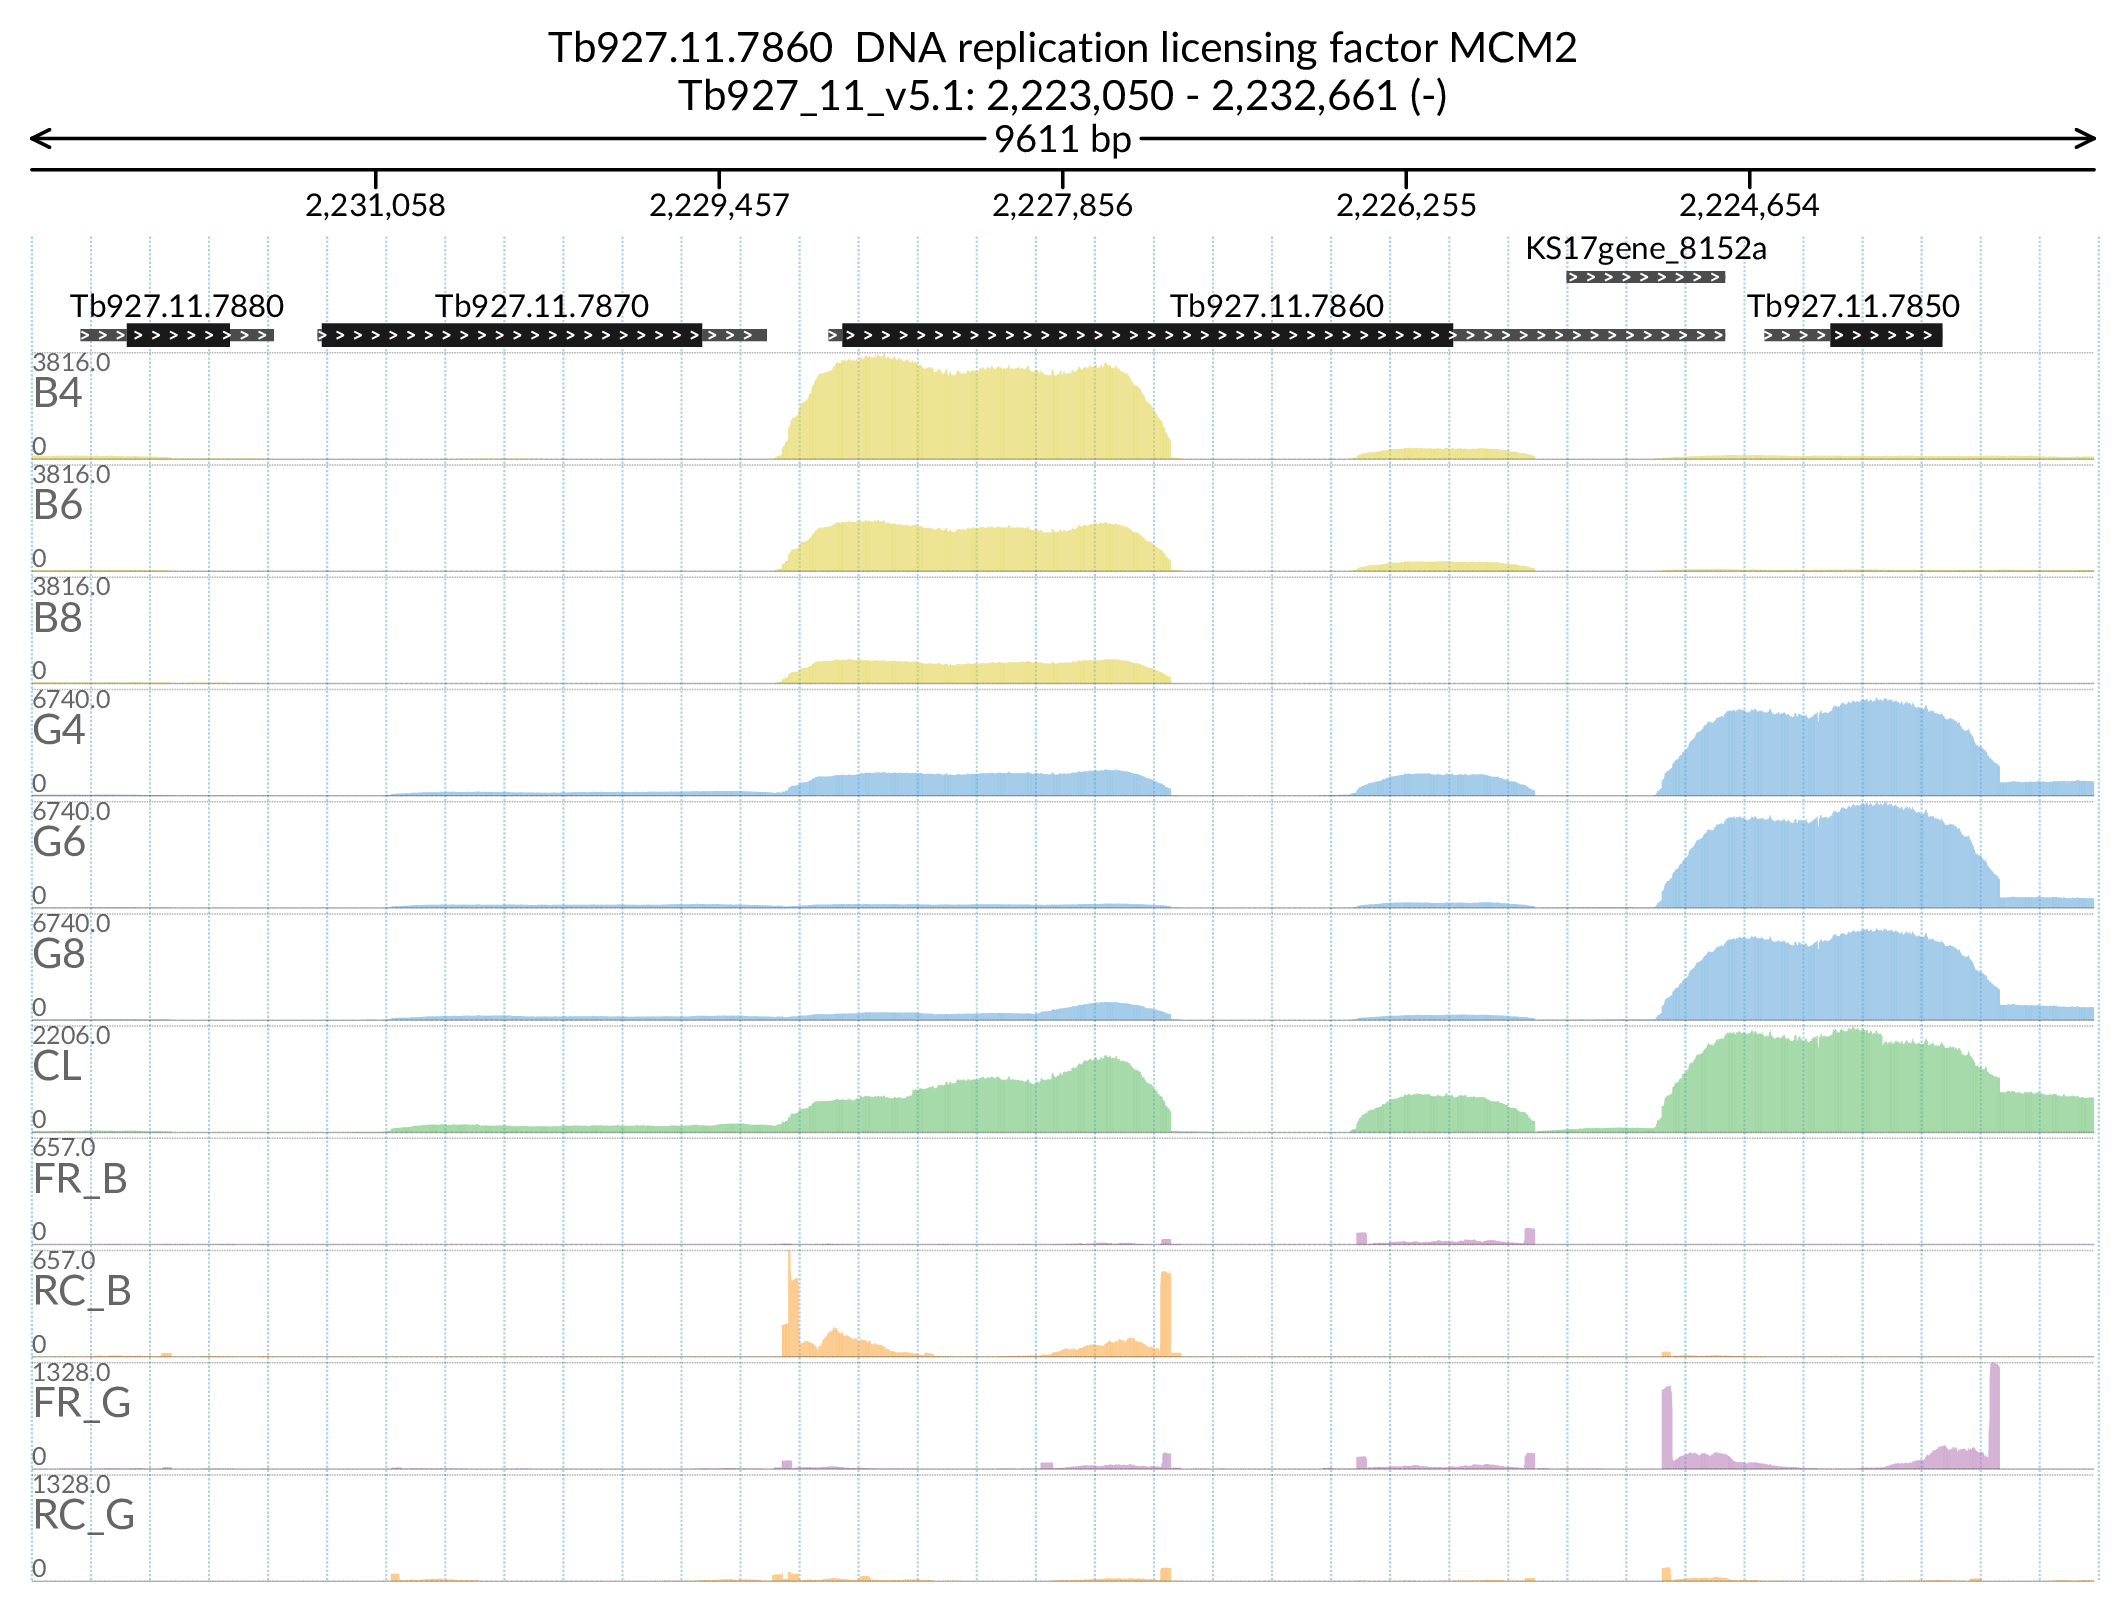 Tb927.11.7860 DNA replication licensing factor MCM2
Tb927_11_v5.1: 2,223,050 - 2,232,661 (-)
9611 bp
2,231,058 2,229,457 2,227,856 2,226,255 2,224,654
KS17gene_8152a
Tb927.11.7880 Tb927.11.7870 Tb927.11.7860 Tb927.11.7850
3816.0
B4
0
3816.0
B6
0
3816.0
B8
0
6740.0
G4
0
6740.0
G6
0
6740.0
G8
0
2206.0
CL
0
657.0
FR_B
0
657.0
RC_B
0
1328.0
FR_G
0
1328.0
RC_G
0